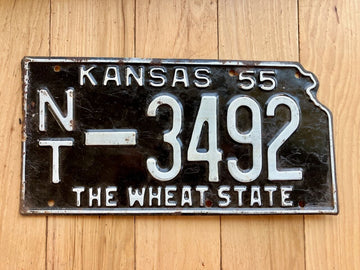 KANSAS 55
NT-3492
THE WHEAT STATE